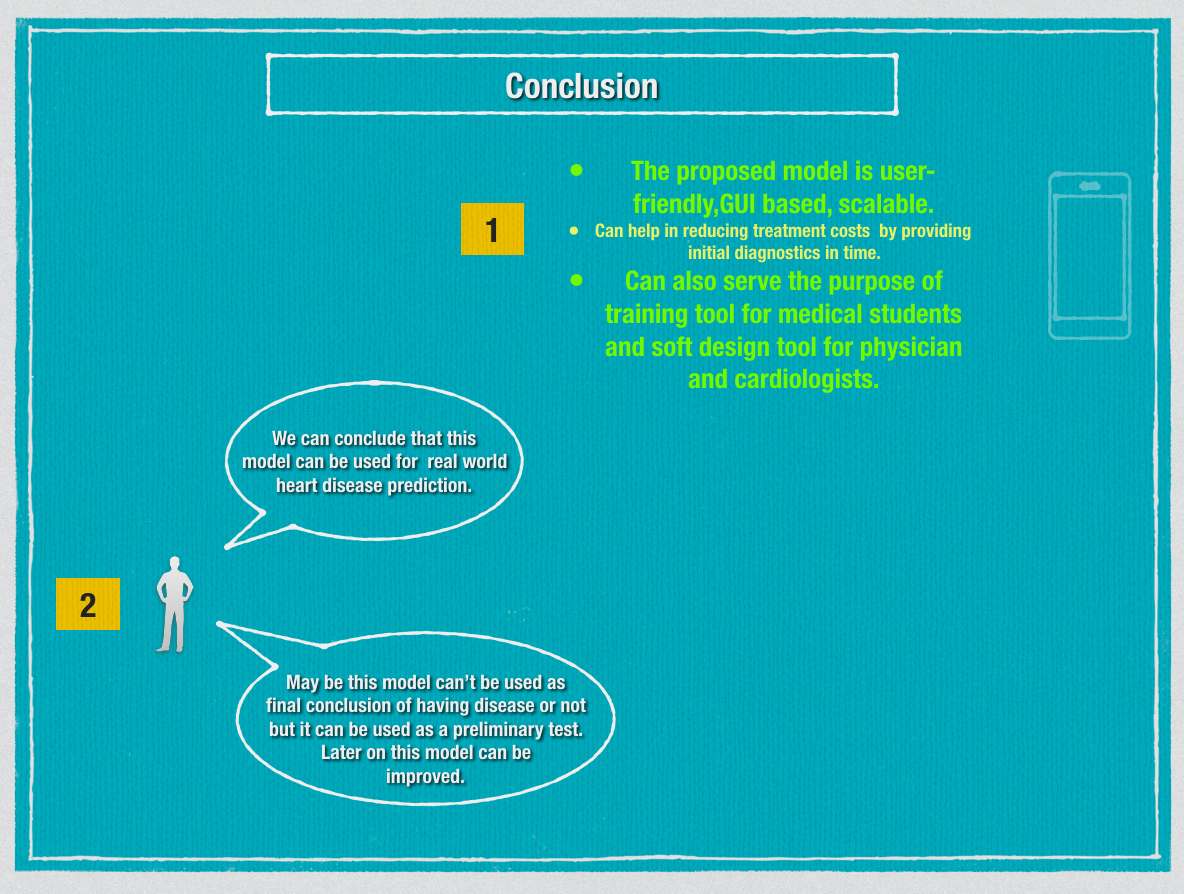 Conclusion
1
• The proposed model is user-
friendly,GUI based, scalable.
• Can help in reducing treatment costs  by providing
initial diagnostics in time.
• Can also serve the purpose of
training tool for medical students
and soft design tool for physician
and cardiologists.
We can conclude that this
model can be used for  real world
heart disease prediction.
2
May be this model can’t be used as
final conclusion of having disease or not
but it can be used as a preliminary test.
Later on this model can be
improved.